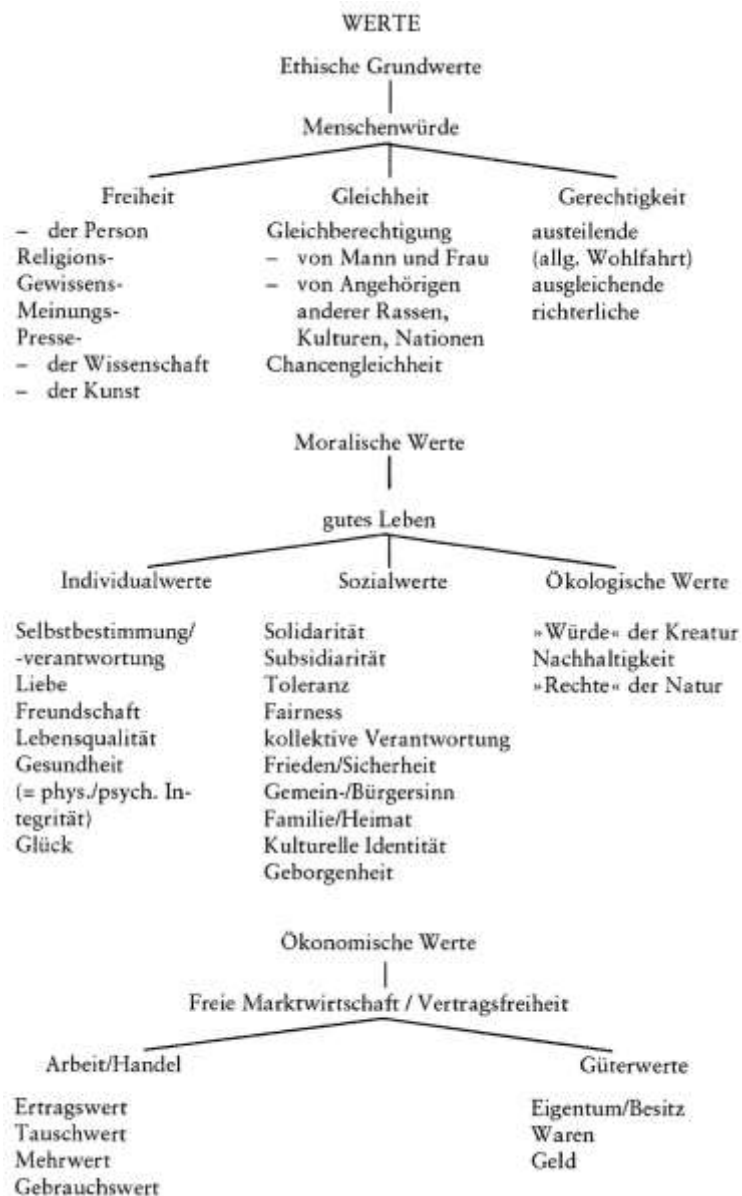 WERTE
Ethische Grundwerte
Menschenwürde
Freiheit
– der Person
Religions-
Gewissens-
Meinungs-
Presse-
– der Wissenschaft
– der Kunst
Gleichheit
Gleichberechtigung
– von Mann und Frau
– von Angehörigen
anderer Rassen,
Kulturen, Nationen
Chancengleichheit
Gerechtigkeit
austeilende
(allg. Wohlfahrt)
ausgleichende
richterliche
Moralische Werte
gutes Leben
Individualwerte
Selbstbestimmung/
-verantwortung
Liebe
Freundschaft
Lebensqualität
Gesundheit
(= phys./psych. In-
tegrität)
Glück
Sozialwerte
Solidarität
Subsidiarität
Toleranz
Fairness
kollektive Verantwortung
Frieden/Sicherheit
Gemein-/Bürgersinn
Familie/Heimat
Kulturelle Identität
Geborgenheit
Ökologische Werte
»Würde« der Kreatur
Nachhaltigkeit
»Rechte« der Natur
Ökonomische Werte
Freie Marktwirtschaft / Vertragsfreiheit
Arbeit/Handel
Ertragswert
Tauschwert
Mehrwert
Gebrauchswert
Güterwerte
Eigentum/Besitz
Waren
Geld